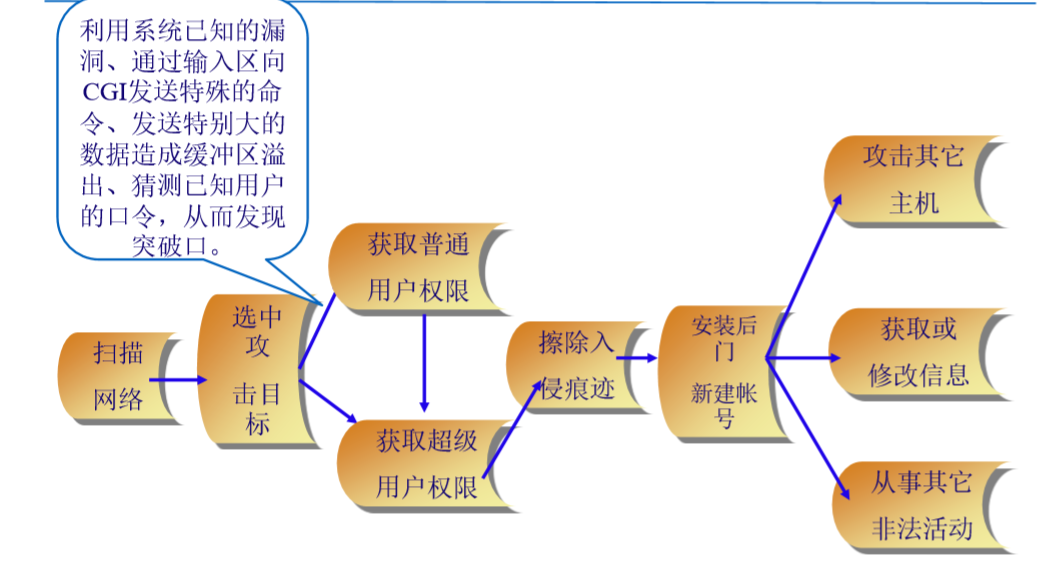 利用系统已知的漏
洞、通过输入区向
CGI发送特殊的命
令、发送特别大的
数据造成缓冲区溢
出、猜测已知用户
的口令，从而发现
突破口。
扫描
网络
选中
攻
击目
标
获取普通
用户权限
获取超级
用户权限
擦除入
侵痕迹
安装后
门
新建帐
号
攻击其它
主机
获取或
修改信息
从事其它
非法活动